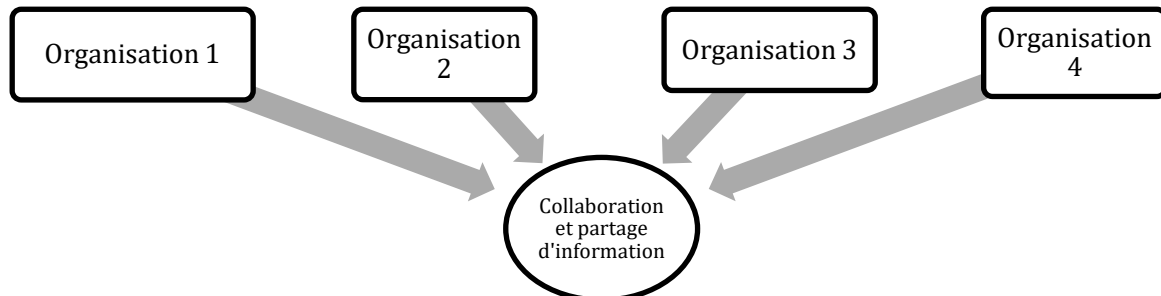 Organisation 1
Organisation
2
Organisation 3
Organisation
4
Collaboration
et partage
d'information